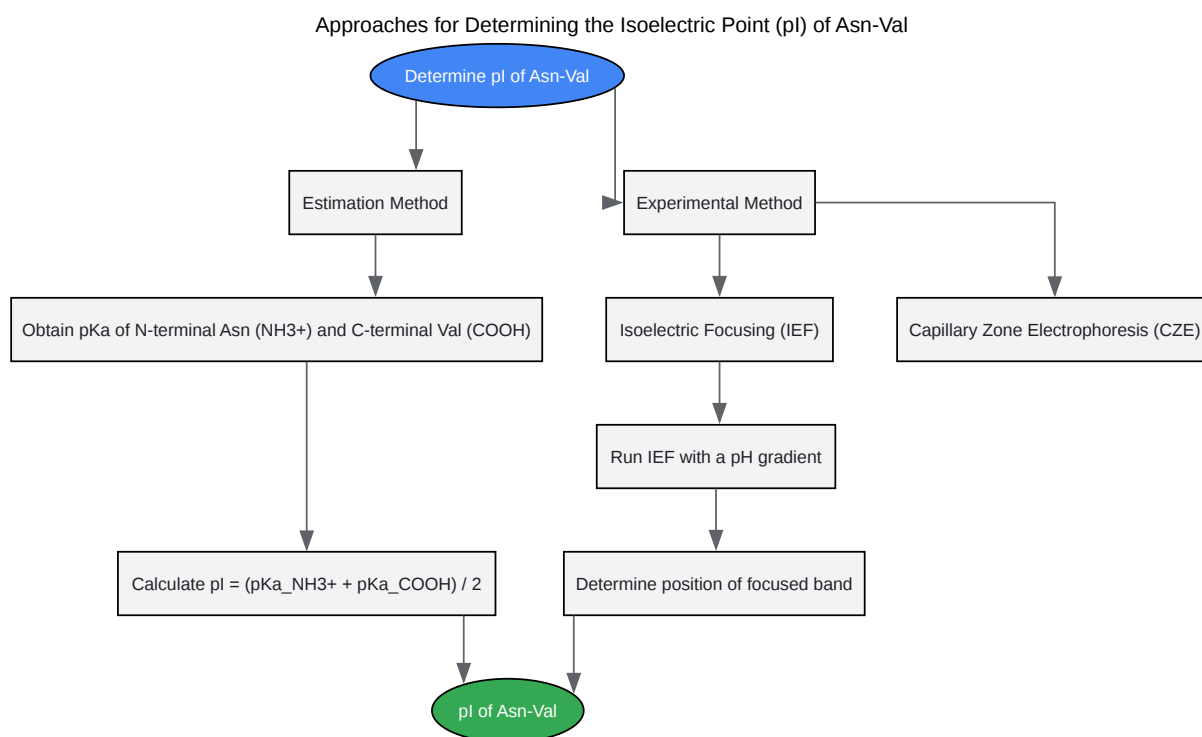 Approaches for Determining the Isoelectric Point (pI) of Asn-Val
Determine pI of Asn-Val
Estimation Method
Experimental Method
Obtain pKa of N-terminal Asn (NH3+) and C-terminal Val (COOH)
Isoelectric Focusing (IEF)
Capillary Zone Electrophoresis (CZE)
Run IEF with a pH gradient
Calculate pI = (pKa_NH3+ + pKa_COOH) / 2
Determine position of focused band
pI of Asn-Val